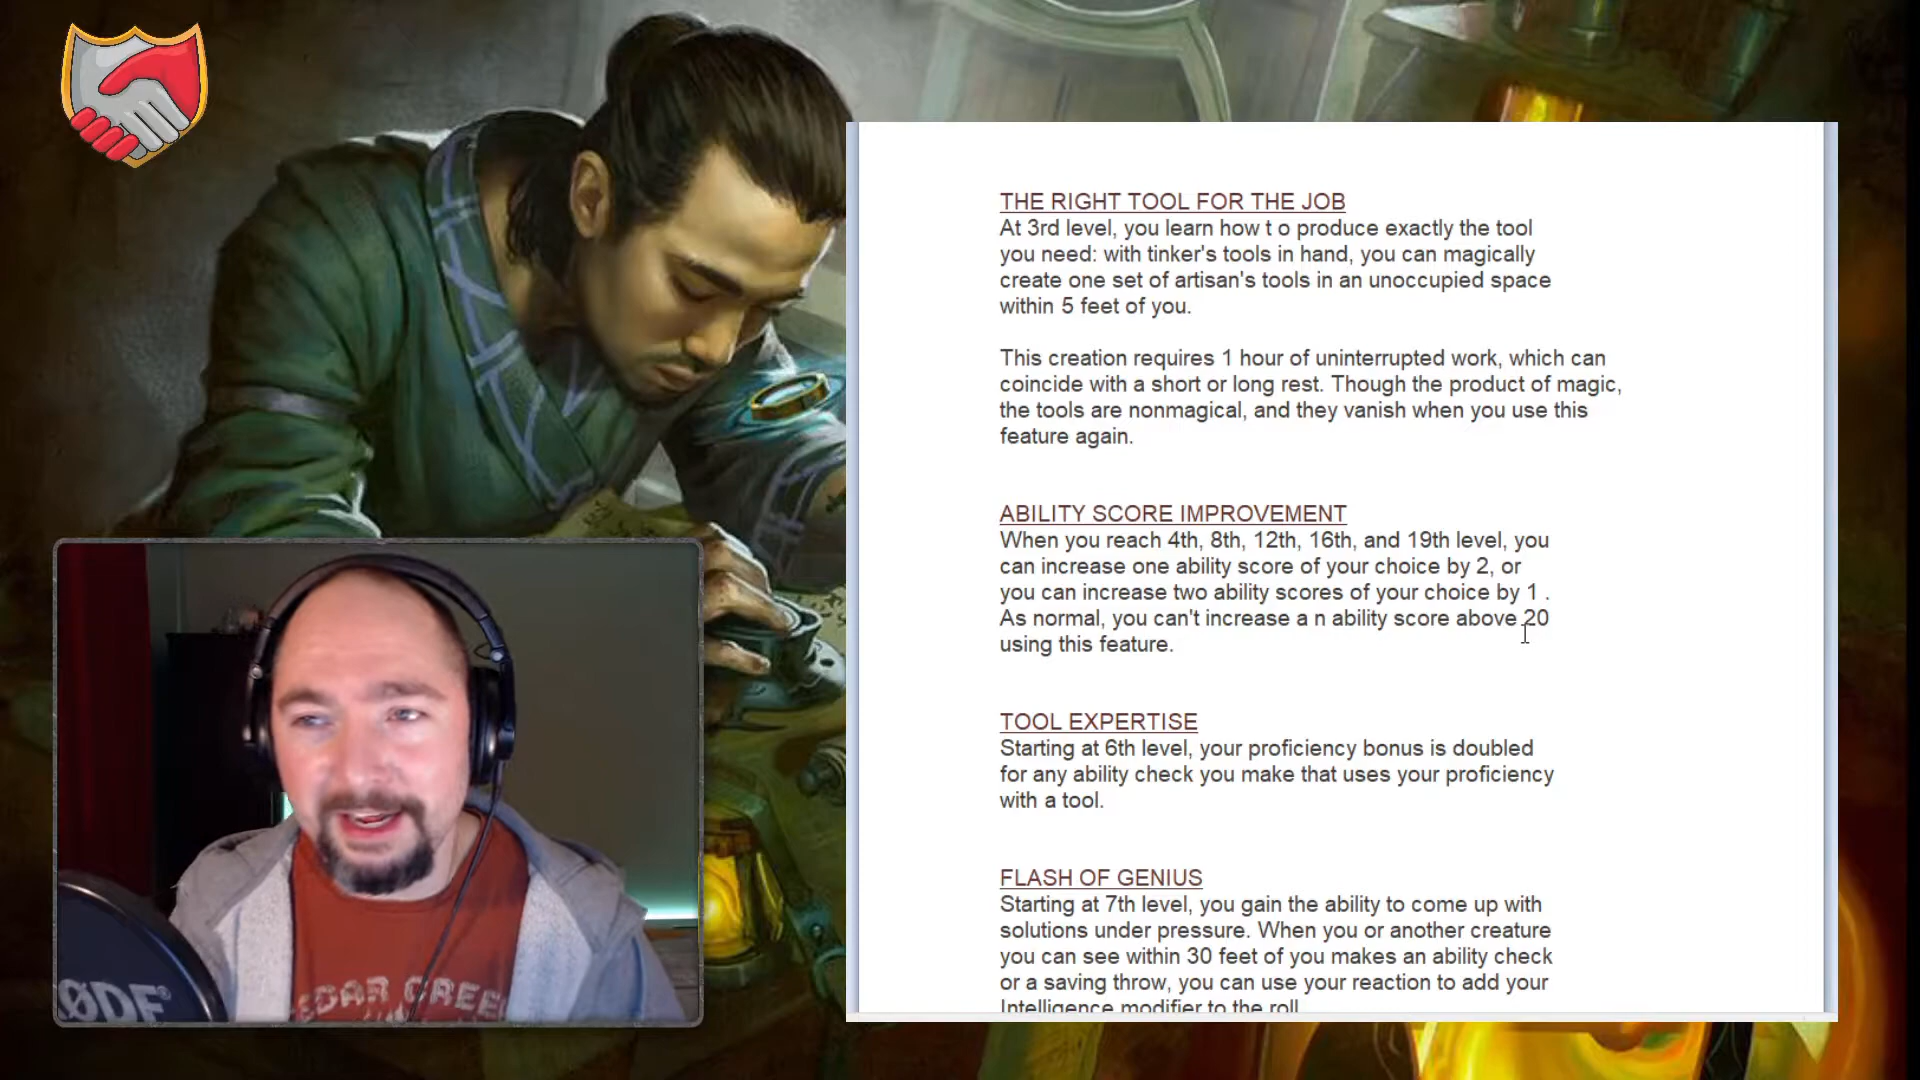 THE RIGHT TOOL FOR THE JOB
At 3rd level, you learn how t o produce exactly the tool
you need: with tinker's tools in hand, you can magically
create one set of artisan's tools in an unoccupied space
within 5 feet of you.
This creation requires 1 hour of uninterrupted work, which can
coincide with a short or long rest. Though the product of magic,
the tools are nonmagical, and they vanish when you use this
feature again.
ABILITY SCORE IMPROVEMENT
When you reach 4th, 8th, 12th, 16th, and 19th level, you
can increase one ability score of your choice by 2, or
you can increase two ability scores of your choice by 1 .
As normal, you can't increase a n ability score above 20
using this feature.
TOOL EXPERTISE
Starting at 6th level, your proficiency bonus is doubled
for any ability check you make that uses your proficiency
with a tool.
FLASH OF GENIUS
Starting at 7th level, you gain the ability to come up with
solutions under pressure. When you or another creature
you can see within 30 feet of you makes an ability check
or a saving throw, you can use your reaction to add your
Intelligence modifier to the roll
RØDE
EDAR CREE